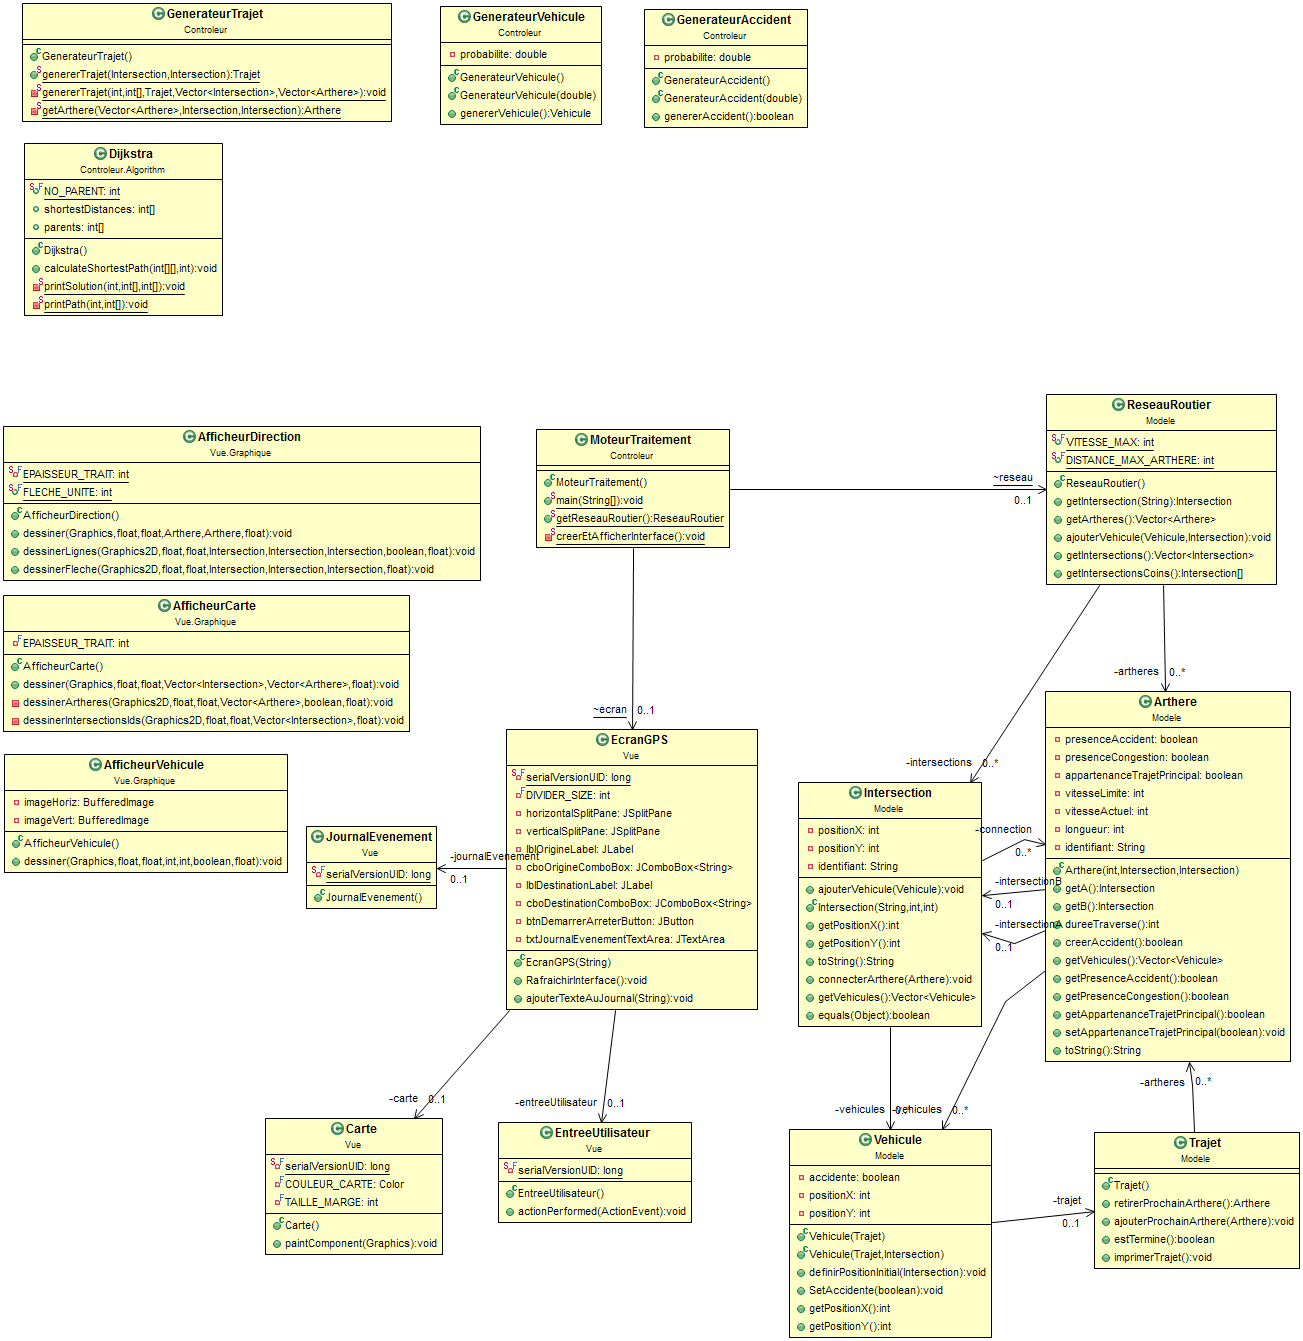 GenerateurTrajet
Controleur
GenerateurTrajet()
genererTrajet(Intersection,Intersection):Trajet
genererTrajet(int,int[],Trajet,Vector<Intersection>,Vector<Arthere>):void
getArthere(Vector<Arthere>,Intersection,Intersection):Arthere
GenerateurVehicule
Controleur
probabilite: double
GenerateurVehicule()
GenerateurVehicule(double)
genererVehicule():Vehicule
GenerateurAccident
Controleur
probabilite: double
GenerateurAccident()
GenerateurAccident(double)
genererAccident():boolean
Dijkstra
Controleur.Algorithm
NO_PARENT: int
shortestDistances: int[]
parents: int[]
Dijkstra()
calculateShortestPath(int[][],int):void
printSolution(int,int[],int[]):void
printPath(int,int[]):void
AfficheurDirection
Vue.Graphique
EPAISSEUR_TRAIT: int
FLECHE_UNITE: int
AfficheurDirection()
dessiner(Graphics,float,float,Arthere,Arthere,float):void
dessinerLignes(Graphics2D,float,float,Intersection,Intersection,Intersection,boolean,float):void
dessinerFleche(Graphics2D,float,float,Intersection,Intersection,Intersection,float):void
MoteurTraitement
Controleur
MoteurTraitement()
main(String[]):void
getReseauRoutier():ReseauRoutier
creerEtAfficherInterface():void
~reseau
0..1
ReseauRoutier
Modele
VITESSE_MAX: int
DISTANCE_MAX_ARTHERE: int
ReseauRoutier()
getIntersection(String):Intersection
getArtheres():Vector<Arthere>
ajouterVehicule(Vehicule,Intersection):void
getIntersections():Vector<Intersection>
getIntersectionsCoins():Intersection[]
AfficheurCarte
Vue.Graphique
EPAISSEUR_TRAIT: int
AfficheurCarte()
dessiner(Graphics,float,float,Vector<Intersection>,Vector<Arthere>,float):void
dessinerArtheres(Graphics2D,float,float,Vector<Arthere>,boolean,float):void
dessinerIntersectionsIds(Graphics2D,float,float,Vector<Intersection>,float):void
~ecran
0..1
-artheres
0..*
-intersections
0..*
AfficheurVehicule
Vue.Graphique
imageHoriz: BufferedImage
imageVert: BufferedImage
AfficheurVehicule()
dessiner(Graphics,float,float,int,int,boolean,float):void
JournalEvenement
Vue
serialVersionUID: long
JournalEvenement()
-journalEvenement
0..1
EcranGPS
Vue
serialVersionUID: long
DIVIDER_SIZE: int
horizontalSplitPane: JSplitPane
verticalSplitPane: JSplitPane
lblOrigineLabel: JLabel
cboOrigineComboBox: JComboBox<String>
lblDestinationLabel: JLabel
cboDestinationComboBox: JComboBox<String>
btnDemarrerArreterButton: JButton
txtJournalEvenementTextArea: JTextArea
EcranGPS(String)
RafraichirInterface():void
ajouterTexteAuJournal(String):void
Intersection
Modele
positionX: int
positionY: int
identifiant: String
ajouterVehicule(Vehicule):void
Intersection(String,int,int)
getPositionX():int
getPositionY():int
toString():String
connecterArthere(Arthere):void
getVehicules():Vector<Vehicule>
equals(Object):boolean
-connection
0..*
-intersectionB
0..1
-intersectionA
0..1
Arthere
Modele
presenceAccident: boolean
presenceCongestion: boolean
appartenanceTrajetPrincipal: boolean
vitesseLimite: int
vitesseActuel: int
longueur: int
identifiant: String
Arthere(int,Intersection,Intersection)
getA():Intersection
getB():Intersection
dureeTraverse():int
creerAccident():boolean
getVehicules():Vector<Vehicule>
getPresenceAccident():boolean
getPresenceCongestion():boolean
getAppartenanceTrajetPrincipal():boolean
setAppartenanceTrajetPrincipal(boolean):void
toString():String
-carte
0..1
-entreeUtilisateur
0..1
-vehicules
0..*
-vehicules
0..*
-artheres
0..*
Carte
Vue
serialVersionUID: long
COULEUR_CARTE: Color
TAILLE_MARGE: int
Carte()
paintComponent(Graphics):void
EntreeUtilisateur
Vue
serialVersionUID: long
EntreeUtilisateur()
actionPerformed(ActionEvent):void
Vehicule
Modele
accidente: boolean
positionX: int
positionY: int
Vehicule(Trajet)
Vehicule(Trajet,Intersection)
definirPositionInitial(Intersection):void
SetAccidente(boolean):void
getPositionX():int
getPositionY():int
-trajet
0..1
Trajet
Modele
Trajet()
retirerProchainArthere():Arthere
ajouterProchainArthere(Arthere):void
estTermine():boolean
imprimerTrajet():void